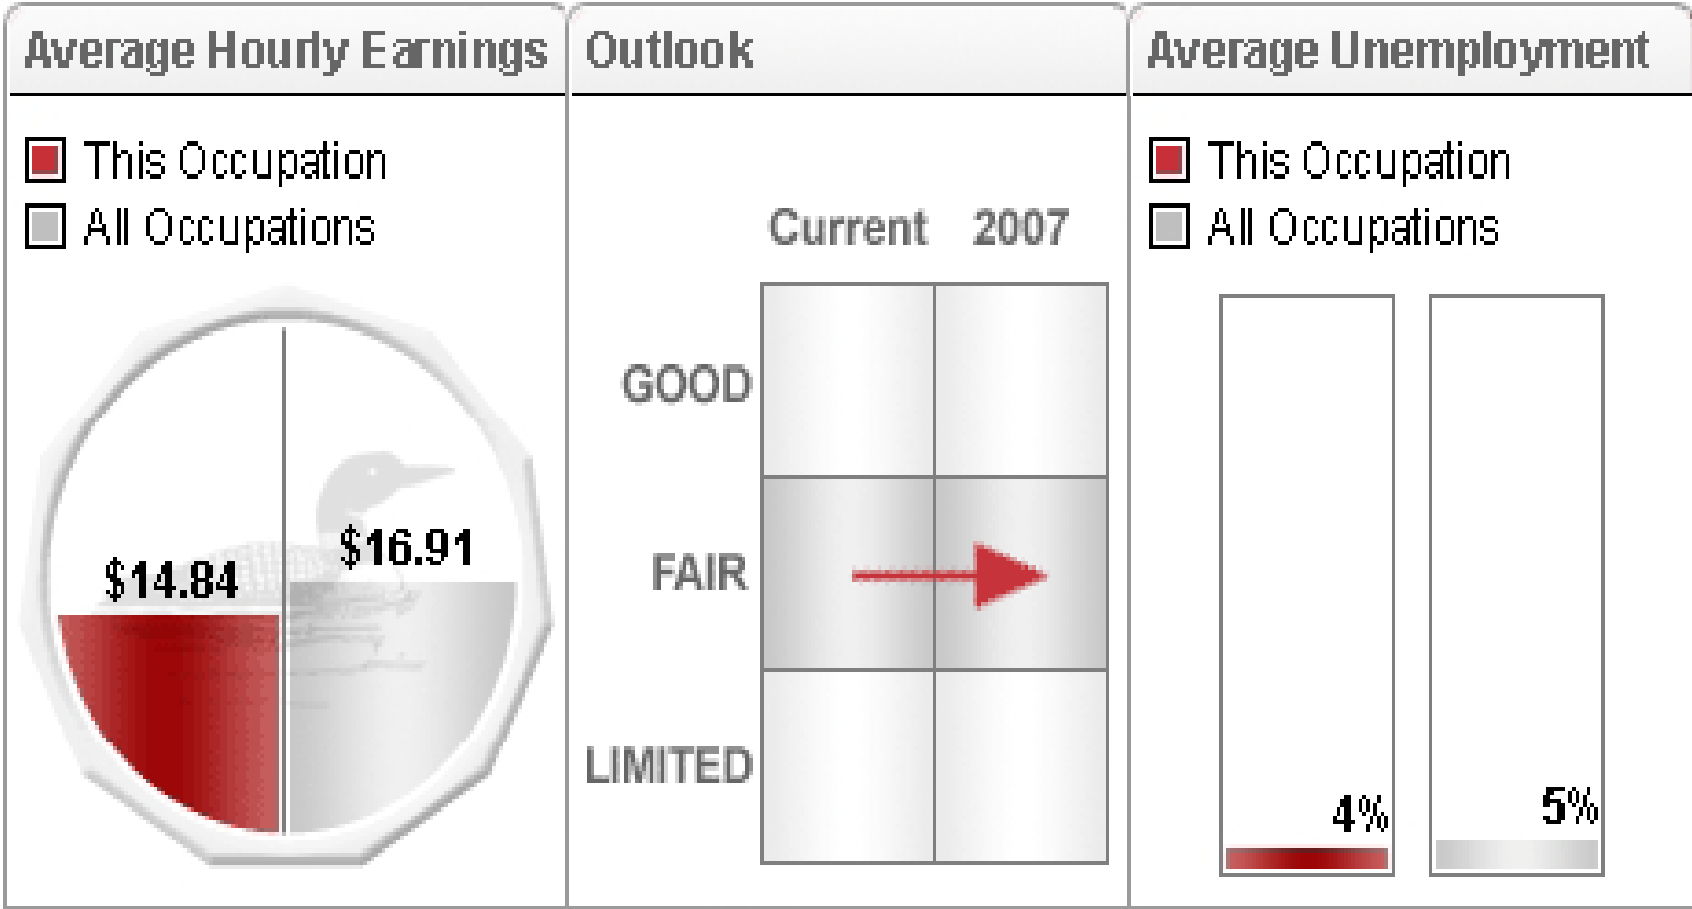 Average Hourly Earnings
This Occupation
All Occupations
$14.84
$16.91
Outlook
Current 2007
GOOD
FAIR
LIMITED
Average Unemployment
This Occupation
All Occupations
4%
5%